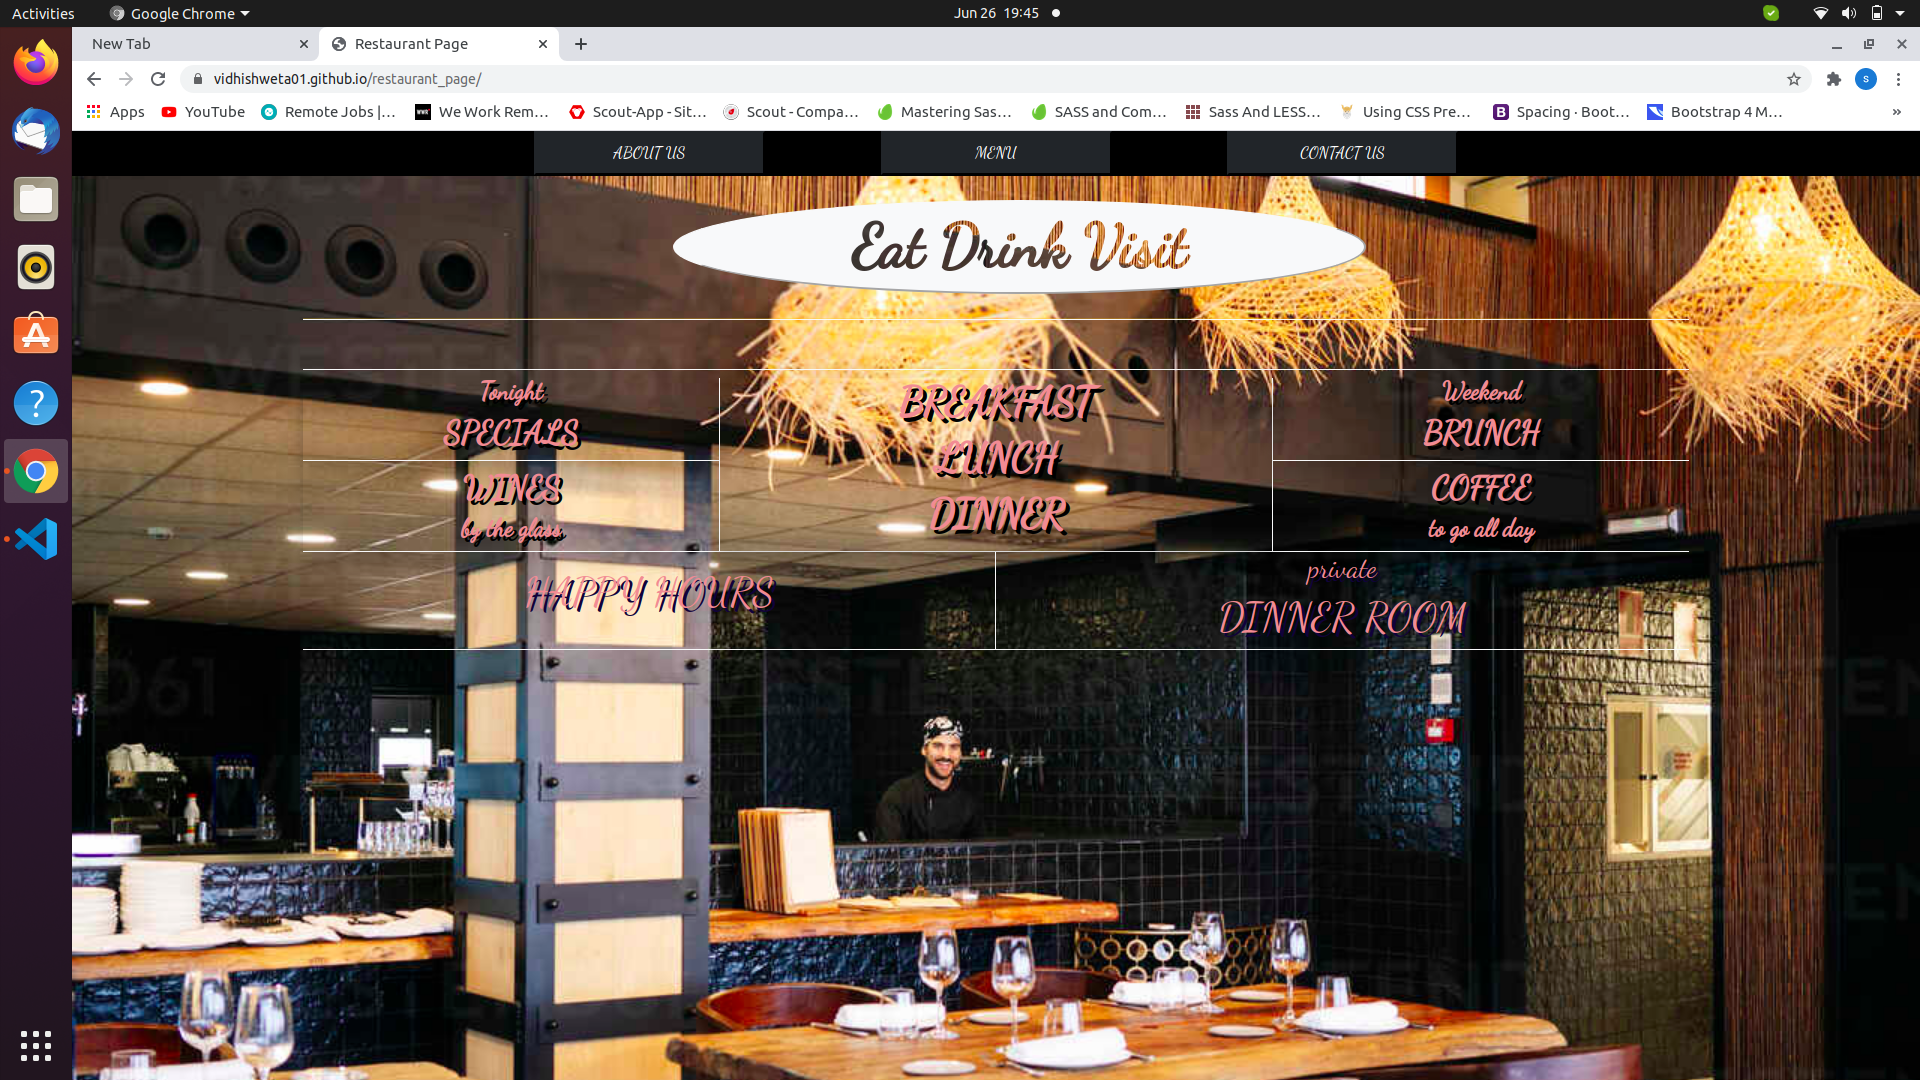 Activities
Google Chrome
Jun 26 19:45
New Tab
Restaurant Page
vidhishweta01.github.io/restaurant_page/
S
Apps
YouTube
Remote Jobs |...
We Work Rem...
Scout-App - Sit...
Scout - Compa...
Mastering Sas...
SASS and Com...
Sass And LESS...
Using CSS Pre...
Spacing · Boot...
Bootstrap 4 M...
»
ABOUT US
MENU
CONTACT US
Eat Drink Visit
Tonight
SPECIALS
WINES
by the glass
BREAKFAST
LUNCH
DINNER
Weekend
BRUNCH
COFFEE
to go all day
HAPPY HOURS
private
DINNER ROOM